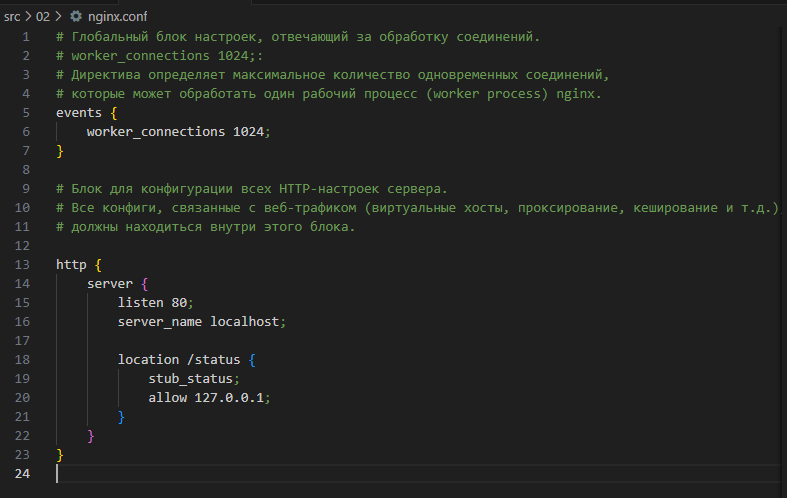 src > 02 > nginx.conf
1 # Глобальный блок настроек, отвечающий за обработку соединений.
2 # worker_connections 1024;:
3 # Директива определяет максимальное количество одновременных соединений,
4 # которые может обработать один рабочий процесс (worker process) nginx.
5 events {
6     worker_connections 1024;
7 }
8
9 # Блок для конфигурации всех HTTP-настроек сервера.
10 # Все конфиги, связанные с веб-трафиком (виртуальные хосты, проксирование, кеширование и т.д.)
11 # должны находиться внутри этого блока.
12
13 http {
14     server {
15         listen 80;
16         server_name localhost;
17
18         location /status {
19             stub_status;
20             allow 127.0.0.1;
21         }
22     }
23 }
24